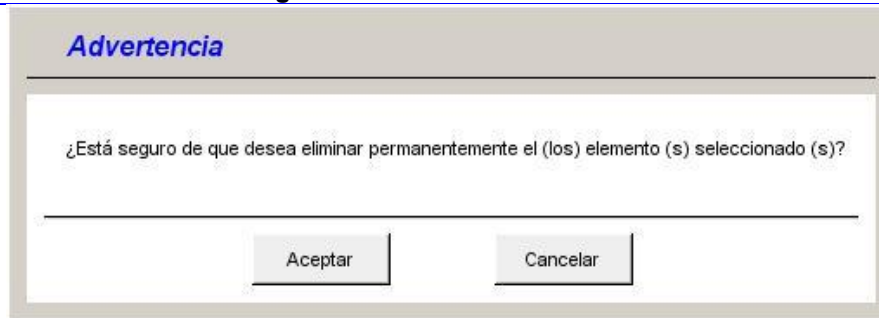 Advertencia
¿Está seguro de que desea eliminar permanentemente el (los) elemento (s) seleccionado (s)?
Aceptar Cancelar